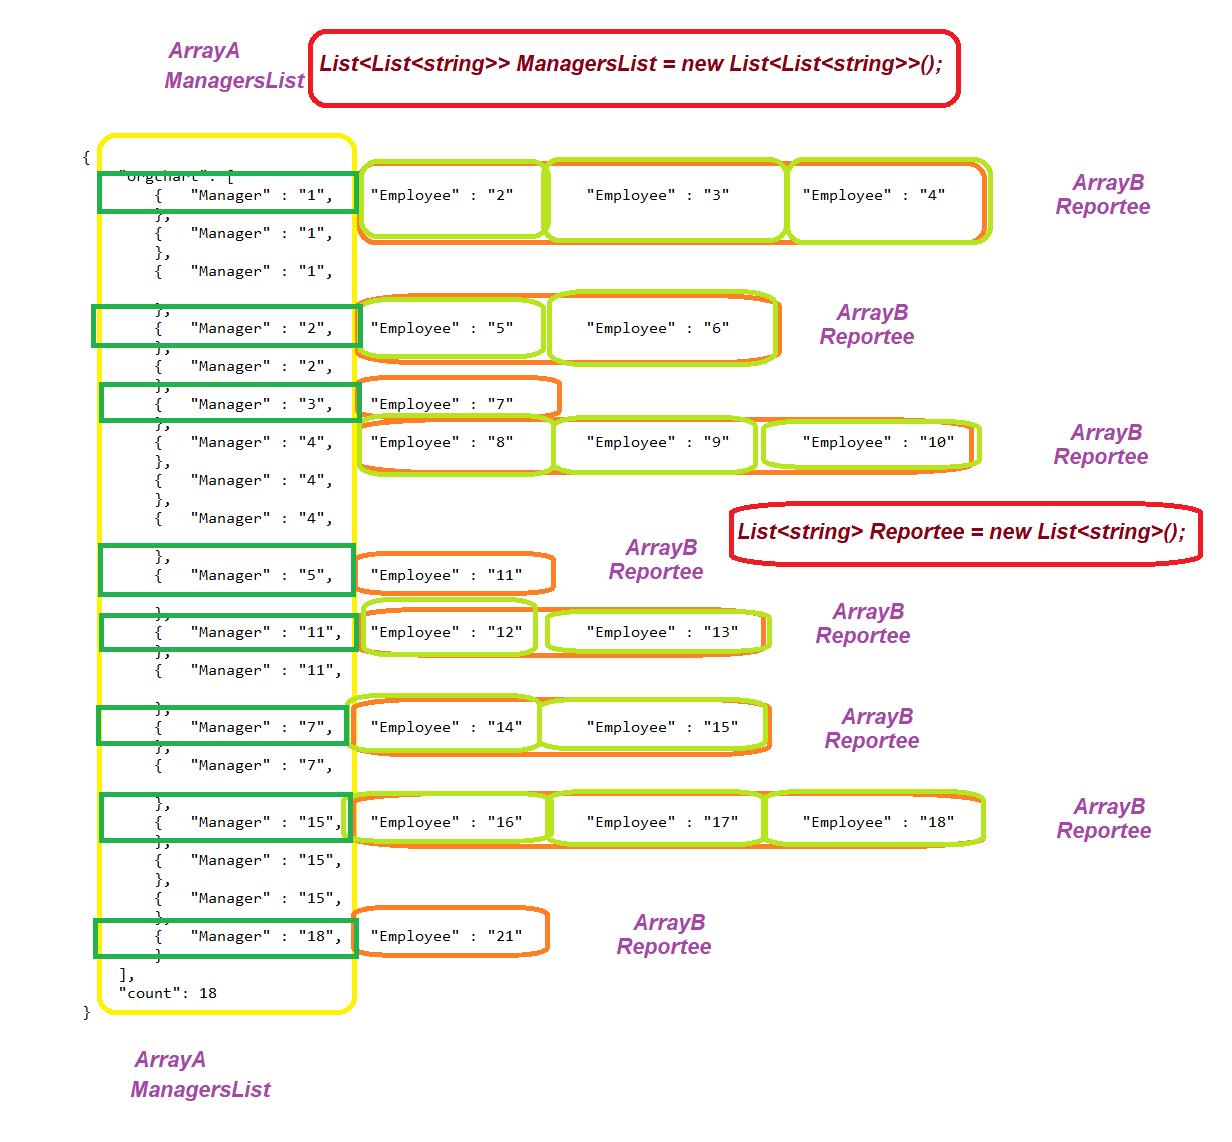 ArrayA
ManagersList
List<List<string>> ManagersList = new List<List<string>>();
{
"orgchart": [
{   "Manager" : "1",   "Employee" : "2"   "Employee" : "3"   "Employee" : "4"
ArrayB
Reportee
},
{   "Manager" : "1",
},
{   "Manager" : "1",
},
{   "Manager" : "2",   "Employee" : "5"   "Employee" : "6"
ArrayB
Reportee
},
{   "Manager" : "2",
},
{   "Manager" : "3",   "Employee" : "7"
},
{   "Manager" : "4",   "Employee" : "8"   "Employee" : "9"   "Employee" : "10"
ArrayB
Reportee
},
{   "Manager" : "4",
},
{   "Manager" : "4",
List<string> Reportee = new List<string>();
},
{   "Manager" : "5",   "Employee" : "11"
ArrayB
Reportee
},
{   "Manager" : "11",   "Employee" : "12"   "Employee" : "13"
ArrayB
Reportee
},
{   "Manager" : "11",
},
{   "Manager" : "7",   "Employee" : "14"   "Employee" : "15"
ArrayB
Reportee
},
{   "Manager" : "7",
},
{   "Manager" : "15",   "Employee" : "16"   "Employee" : "17"   "Employee" : "18"
ArrayB
Reportee
},
{   "Manager" : "15",
},
{   "Manager" : "15",
},
{   "Manager" : "18",   "Employee" : "21"
ArrayB
Reportee
}
],
"count": 18
}
ArrayA
ManagersList